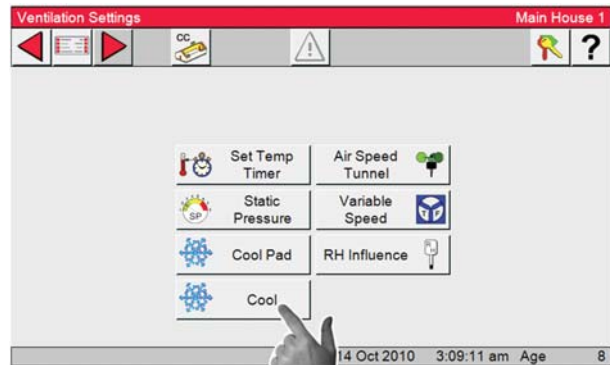 Ventilation Settings Main House 1
CC
?
Set Temp
Timer
Air Speed
Tunnel
SP
Static
Pressure
Variable
Speed
Cool Pad
RH Influence
Cool
14 Oct 2010 3:09:11 am Age 8